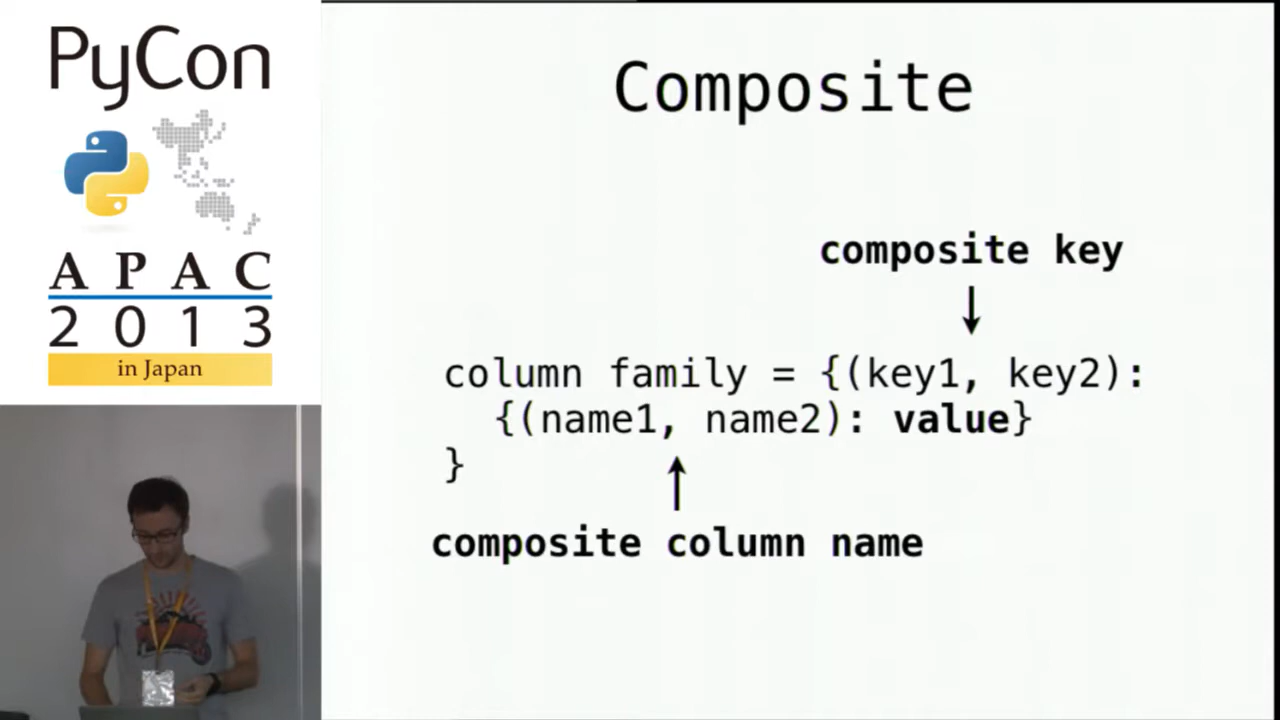 PyCon
APAC
2013
in Japan
Composite
composite key
column family = {(key1, key2):
{(name1, name2): value}
}
composite column name